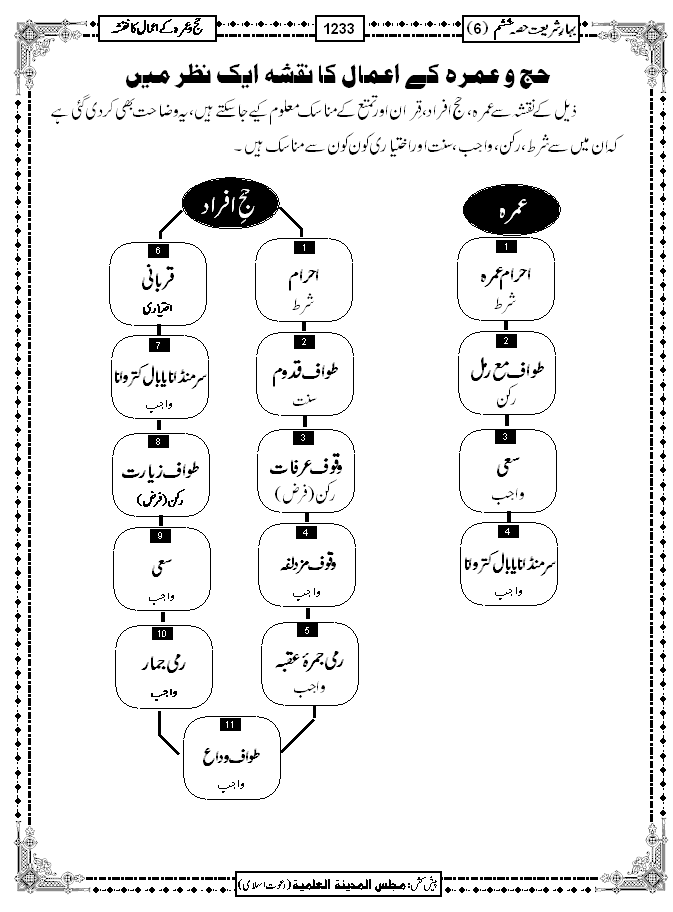 بہارِ شریعت حصہ ششم (6)
1233
حج و عمرہ کے اعمال کا نقشہ
حج و عمرہ کے اعمال کا نقشہ ایک نظر میں
ذیل کے نقشہ سے عمرہ، حج افراد، قران اور تمتع کے مناسک معلوم کیے جاسکتے ہیں، یہ وضاحت بھی کردی گئی ہے
کہ ان میں سے شرط، رکن، واجب، سنت اور اختیاری کون کون سے مناسک ہیں۔
عمرہ
1
احرام عمرہ
شرط
2
طواف مع رمل
رکن
3
سعی
واجب
4
سر منڈانا یا بال کتروانا
واجب
حجِ افراد
1
احرام
شرط
2
طواف قدوم
سنت
3
وقوف عرفات
رکن (فرض)
4
وقوف مزدلفہ
واجب
5
رمی جمرۂ عقبہ
واجب
6
قربانی
اختیاری
7
سر منڈانا یا بال کتروانا
واجب
8
طواف زیارت
رکن (فرض)
9
سعی
واجب
10
رمی جمار
واجب
11
طواف وداع
واجب
پیش کش: مجلس المدینة العلمیة (دعوت اسلامی)